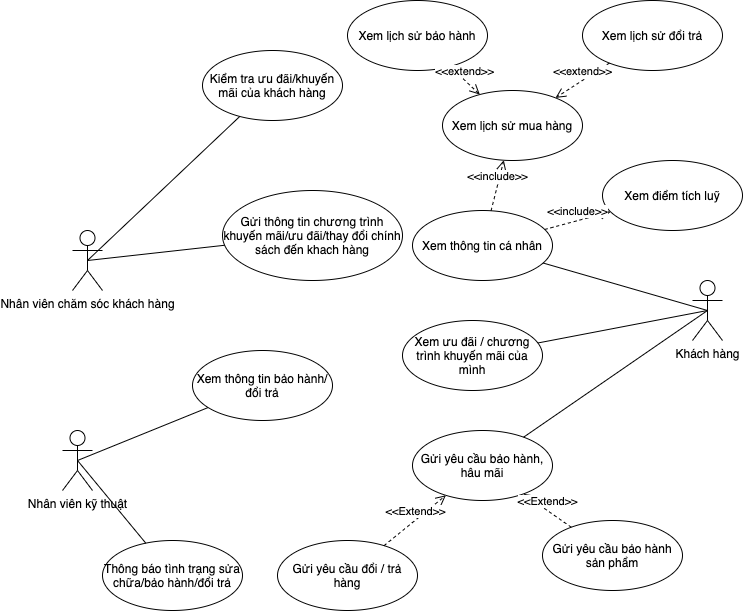 Xem lịch sử bảo hành
Xem lịch sử đổi trả
<<extend>>
<<extend>>
Kiểm tra ưu đãi/khuyến
mãi của khách hàng
Xem lịch sử mua hàng
<<include>>
Xem điểm tích luỹ
<<include>>
Gửi thông tin chương trình
khuyến mãi/ưu đãi/thay đổi chính
sách đến khach hàng
Xem thông tin cá nhân
Nhân viên chăm sóc khách hàng
Xem ưu đãi / chương
trình khuyến mãi của
mình
Khách hàng
Xem thông tin bảo hành/
đổi trả
Gửi yêu cầu bảo hành,
hâu mãi
Nhân viên kỹ thuật
<<Extend>>
<<Extend>>
Gửi yêu cầu bảo hành
sản phẩm
Thông báo tình trạng sửa
chữa/bảo hành/đổi trả
Gửi yêu cầu đổi / trả
hàng